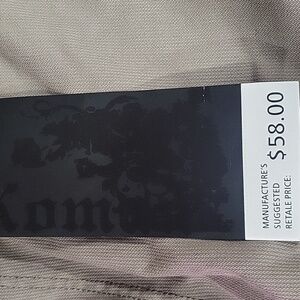 MANUFACTURE'S
SUGGESTED
RETALE PRICE:
$58.00